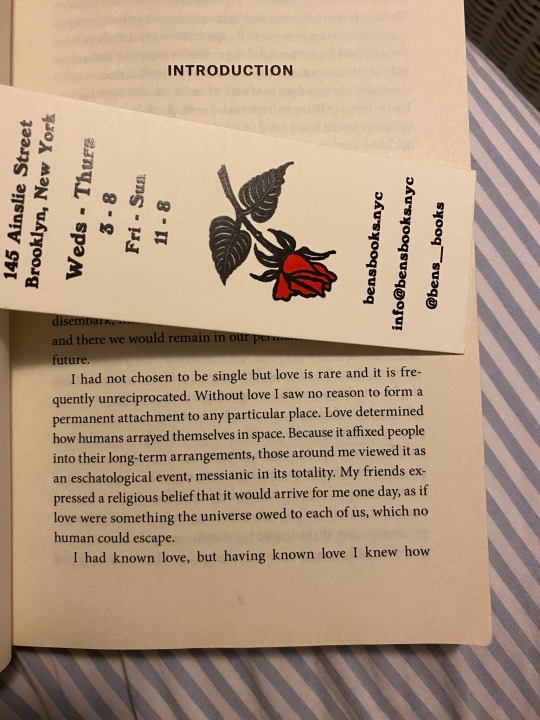 INTRODUCTION
145 Ainslie Street
Brooklyn, New York
Weds - Thurs
3 - 8
Fri - Sun
11 - 8
bensbooks.nyc
info@bensbooks.nyc
@bens__books
disembark,
and there we would remain in our
future.
I had not chosen to be single but love is rare and it is fre-
quently unreciprocated. Without love I saw no reason to form a
permanent attachment to any particular place. Love determined
how humans arrayed themselves in space. Because it affixed people
into their long-term arrangements, those around me viewed it as
an eschatological event, messianic in its totality. My friends ex-
pressed a religious belief that it would arrive for me one day, as if
love were something the universe owed to each of us, which no
human could escape.
I had known love, but having known love I knew how